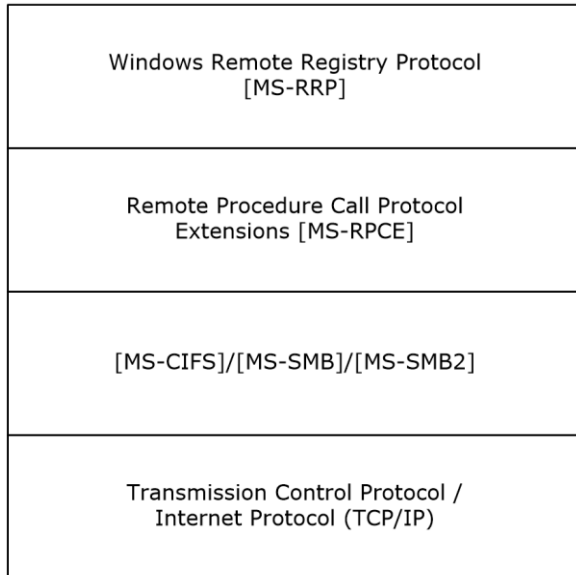 Windows Remote Registry Protocol
[MS-RRP]
Remote Procedure Call Protocol
Extensions [MS-RPCE]
[MS-CIFS]/[MS-SMB]/[MS-SMB2]
Transmission Control Protocol /
Internet Protocol (TCP/IP)